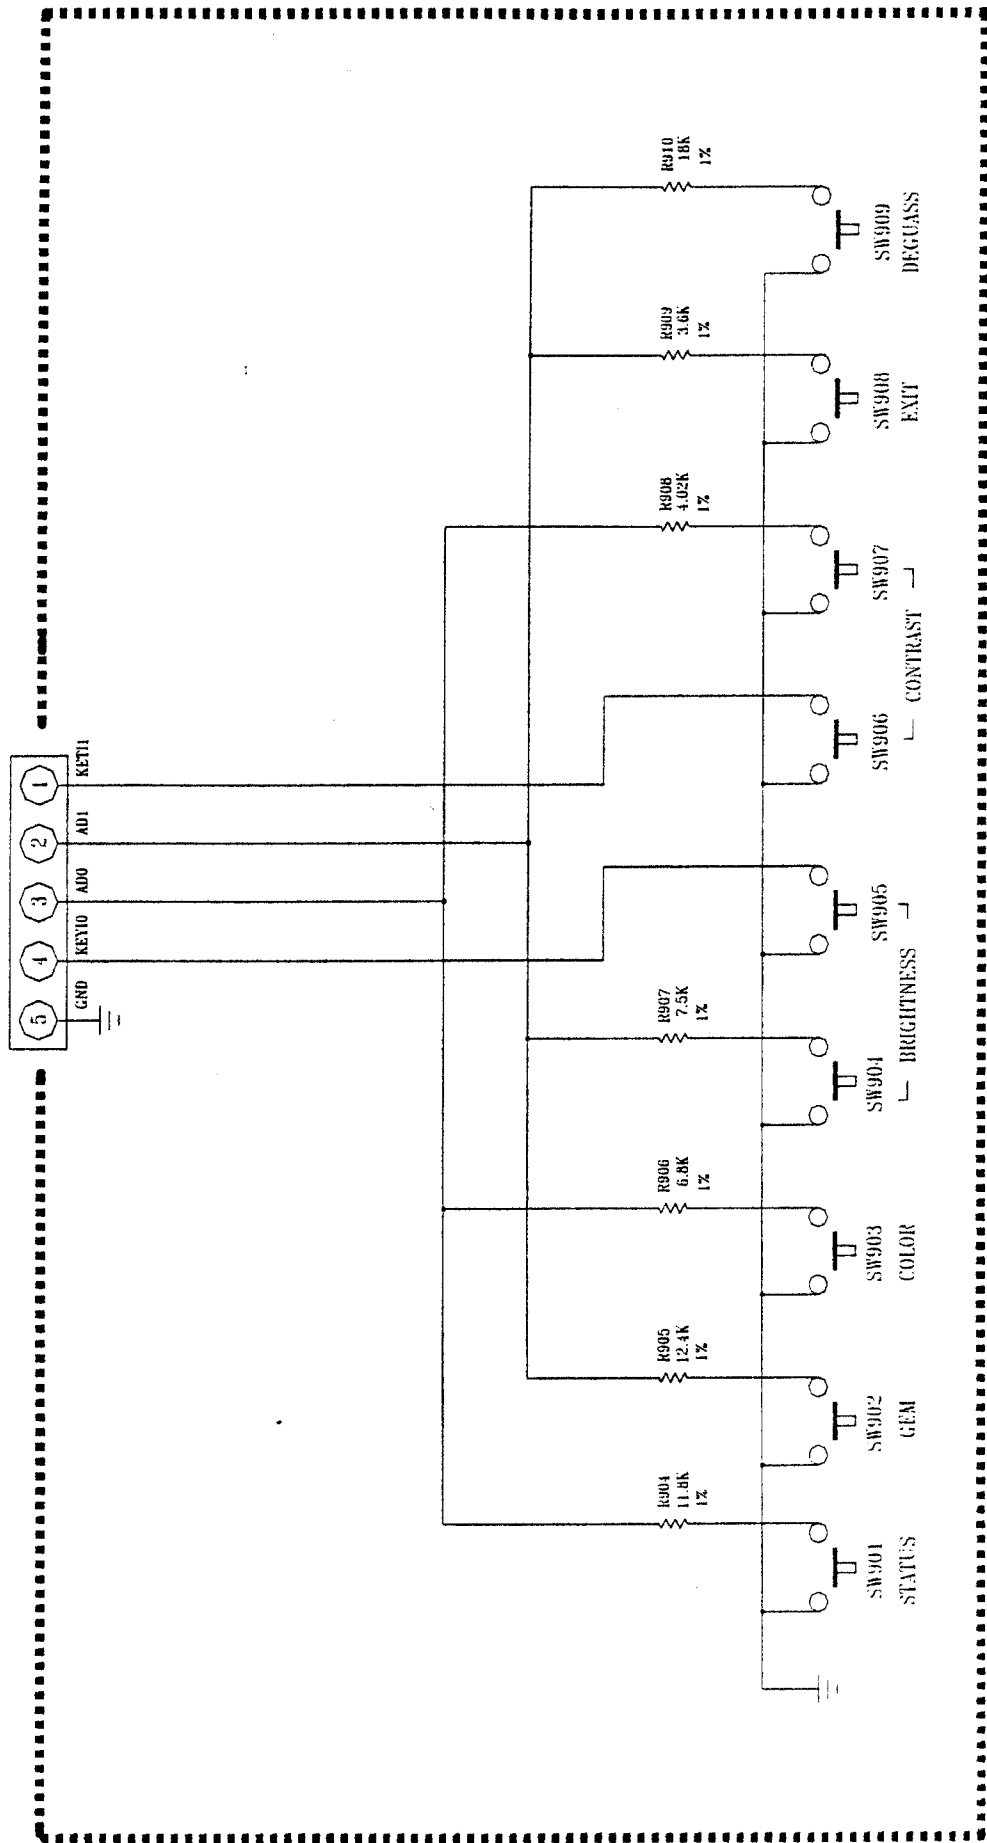 1
2
3
4
5
KETI1
AD1
AD0
KEYI0
GND
R910
18K
1%
R909
3.6K
1%
R908
4.02K
1%
R907
7.5K
1%
R906
6.8K
1%
R905
12.4K
1%
R904
11.8K
1%
SW909
DEGUASS
SW908
EXIT
SW907
SW906
CONTRAST
SW905
SW904
BRIGHTNESS
SW903
COLOR
SW902
GEM
SW901
STATUS